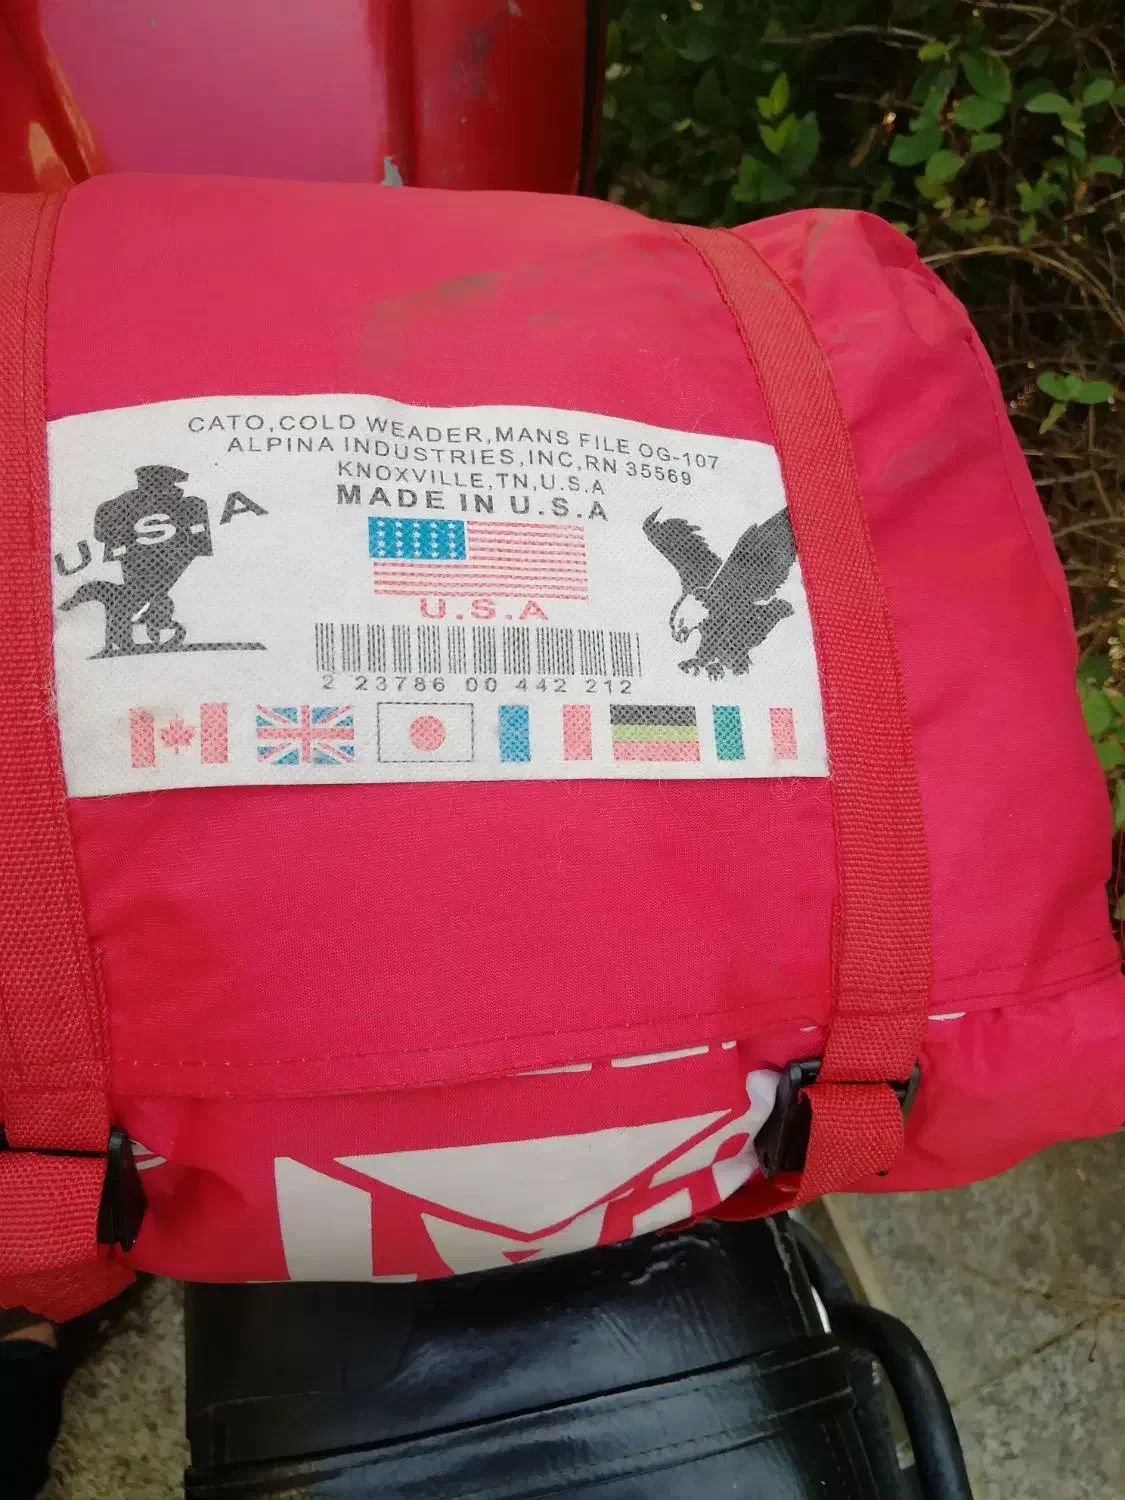 CATO,COLD WEADER,MANS FILE OG-107
ALPINA INDUSTRIES,INC,RN 35569
KNOXVILLE,TN,U.S.A
MADE IN U.S.A
U.S.A
U.S.A
2 23786 00 442 212